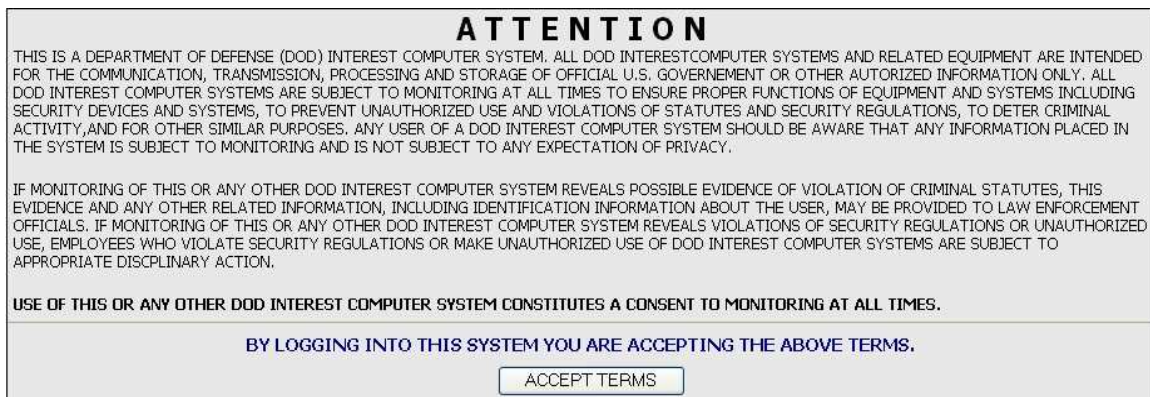 ATTENTION
THIS IS A DEPARTMENT OF DEFENSE (DOD) INTEREST COMPUTER SYSTEM. ALL DOD INTERESTCOMPUTER SYSTEMS AND RELATED EQUIPMENT ARE INTENDED
FOR THE COMMUNICATION, TRANSMISSION, PROCESSING AND STORAGE OF OFFICIAL U.S. GOVERNEMENT OR OTHER AUTORIZED INFORMATION ONLY. ALL
DOD INTEREST COMPUTER SYSTEMS ARE SUBJECT TO MONITORING AT ALL TIMES TO ENSURE PROPER FUNCTIONS OF EQUIPMENT AND SYSTEMS INCLUDING
SECURITY DEVICES AND SYSTEMS, TO PREVENT UNAUTHORIZED USE AND VIOLATIONS OF STATUTES AND SECURITY REGULATIONS, TO DETER CRIMINAL
ACTIVITY,AND FOR OTHER SIMILAR PURPOSES. ANY USER OF A DOD INTEREST COMPUTER SYSTEM SHOULD BE AWARE THAT ANY INFORMATION PLACED IN
THE SYSTEM IS SUBJECT TO MONITORING AND IS NOT SUBJECT TO ANY EXPECTATION OF PRIVACY.
IF MONITORING OF THIS OR ANY OTHER DOD INTEREST COMPUTER SYSTEM REVEALS POSSIBLE EVIDENCE OF VIOLATION OF CRIMINAL STATUTES, THIS
EVIDENCE AND ANY OTHER RELATED INFORMATION, INCLUDING IDENTIFICATION INFORMATION ABOUT THE USER, MAY BE PROVIDED TO LAW ENFORCEMENT
OFFICIALS. IF MONITORING OF THIS OR ANY OTHER DOD INTEREST COMPUTER SYSTEM REVEALS VIOLATIONS OF SECURITY REGULATIONS OR UNAUTHORIZED
USE, EMPLOYEES WHO VIOLATE SECURITY REGULATIONS OR MAKE UNAUTHORIZED USE OF DOD INTEREST COMPUTER SYSTEMS ARE SUBJECT TO
APPROPRIATE DISCPLINARY ACTION.
USE OF THIS OR ANY OTHER DOD INTEREST COMPUTER SYSTEM CONSTITUTES A CONSENT TO MONITORING AT ALL TIMES.
BY LOGGING INTO THIS SYSTEM YOU ARE ACCEPTING THE ABOVE TERMS.
ACCEPT TERMS